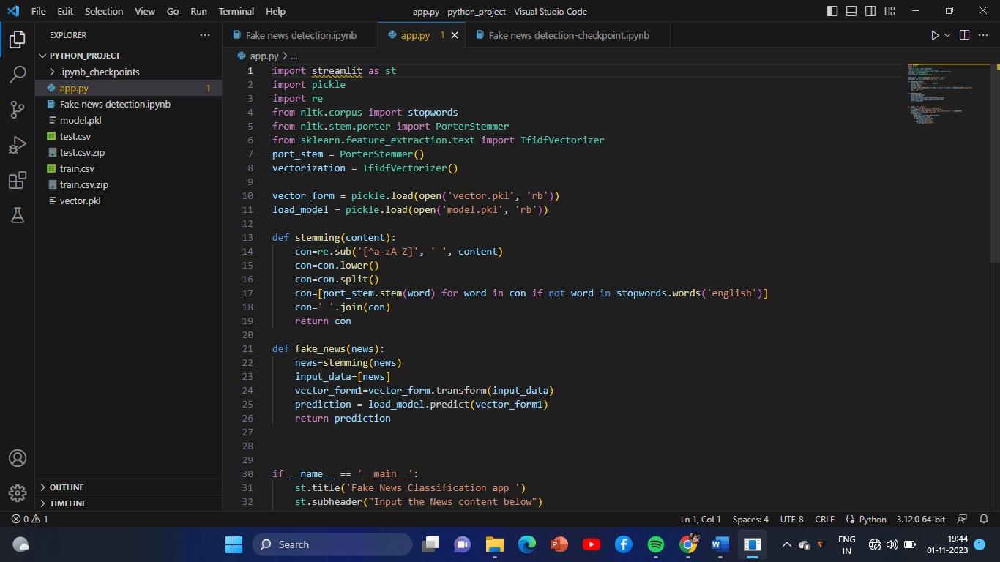 File Edit Selection View Go Run Terminal Help
app.py - python_project - Visual Studio Code
EXPLORER
PYTHON_PROJECT
.ipynb_checkpoints
app.py 1
Fake news detection.ipynb
model.pkl
test.csv
test.csv.zip
train.csv
train.csv.zip
vector.pkl
OUTLINE
TIMELINE
Fake news detection.ipynb
app.py 1
Fake news detection-checkpoint.ipynb
app.py > ...
1 import streamlit as st
2 import pickle
3 import re
4 from nltk.corpus import stopwords
5 from nltk.stem.porter import PorterStemmer
6 from sklearn.feature_extraction.text import TfidfVectorizer
7 port_stem = PorterStemmer()
8 vectorization = TfidfVectorizer()
9
10 vector_form = pickle.load(open('vector.pkl', 'rb'))
11 load_model = pickle.load(open('model.pkl', 'rb'))
12
13 def stemming(content):
14     con=re.sub('[^a-zA-Z]', ' ', content)
15     con=con.lower()
16     con=con.split()
17     con=[port_stem.stem(word) for word in con if not word in stopwords.words('english')]
18     con=' '.join(con)
19     return con
20
21 def fake_news(news):
22     news=stemming(news)
23     input_data=[news]
24     vector_form1=vector_form.transform(input_data)
25     prediction = load_model.predict(vector_form1)
26     return prediction
27
28
29
30 if __name__ == '__main__':
31     st.title('Fake News Classification app ')
32     st.subheader("Input the News content below")
0 1
Ln 1, Col 1 Spaces: 4 UTF-8 CRLF Python 3.12.0 64-bit
Search
ENG
IN
19:44
01-11-2023
1